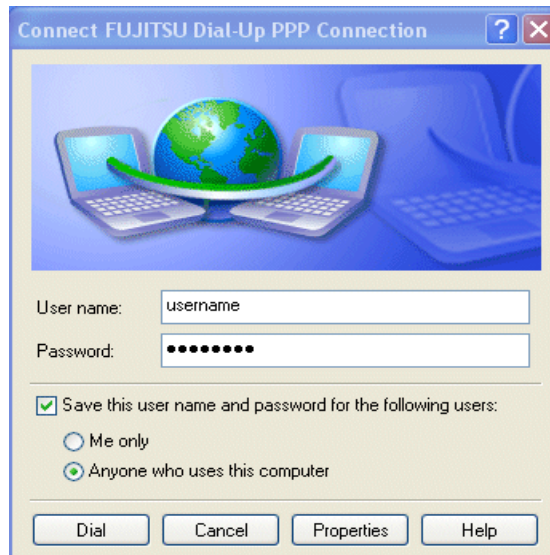 Connect FUJITSU Dial-Up PPP Connection
User name: username
Password: ●●●●●●●●
Save this user name and password for the following users:
Me only
Anyone who uses this computer
Dial Cancel Properties Help